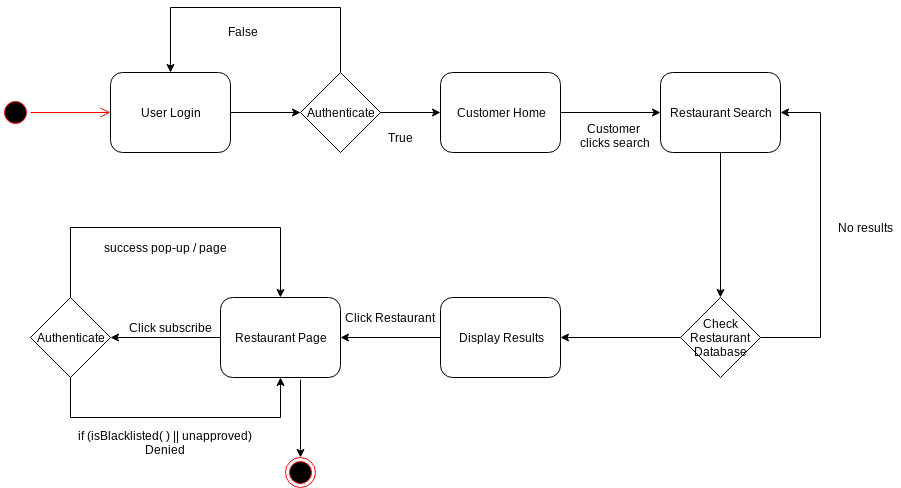 False
User Login
Authenticate
True
Customer Home
Customer
clicks search
Restaurant Search
No results
success pop-up / page
Authenticate
Click subscribe
Restaurant Page
Click Restaurant
Display Results
Check
Restaurant
Database
if (isBlacklisted( ) || unapproved)
Denied